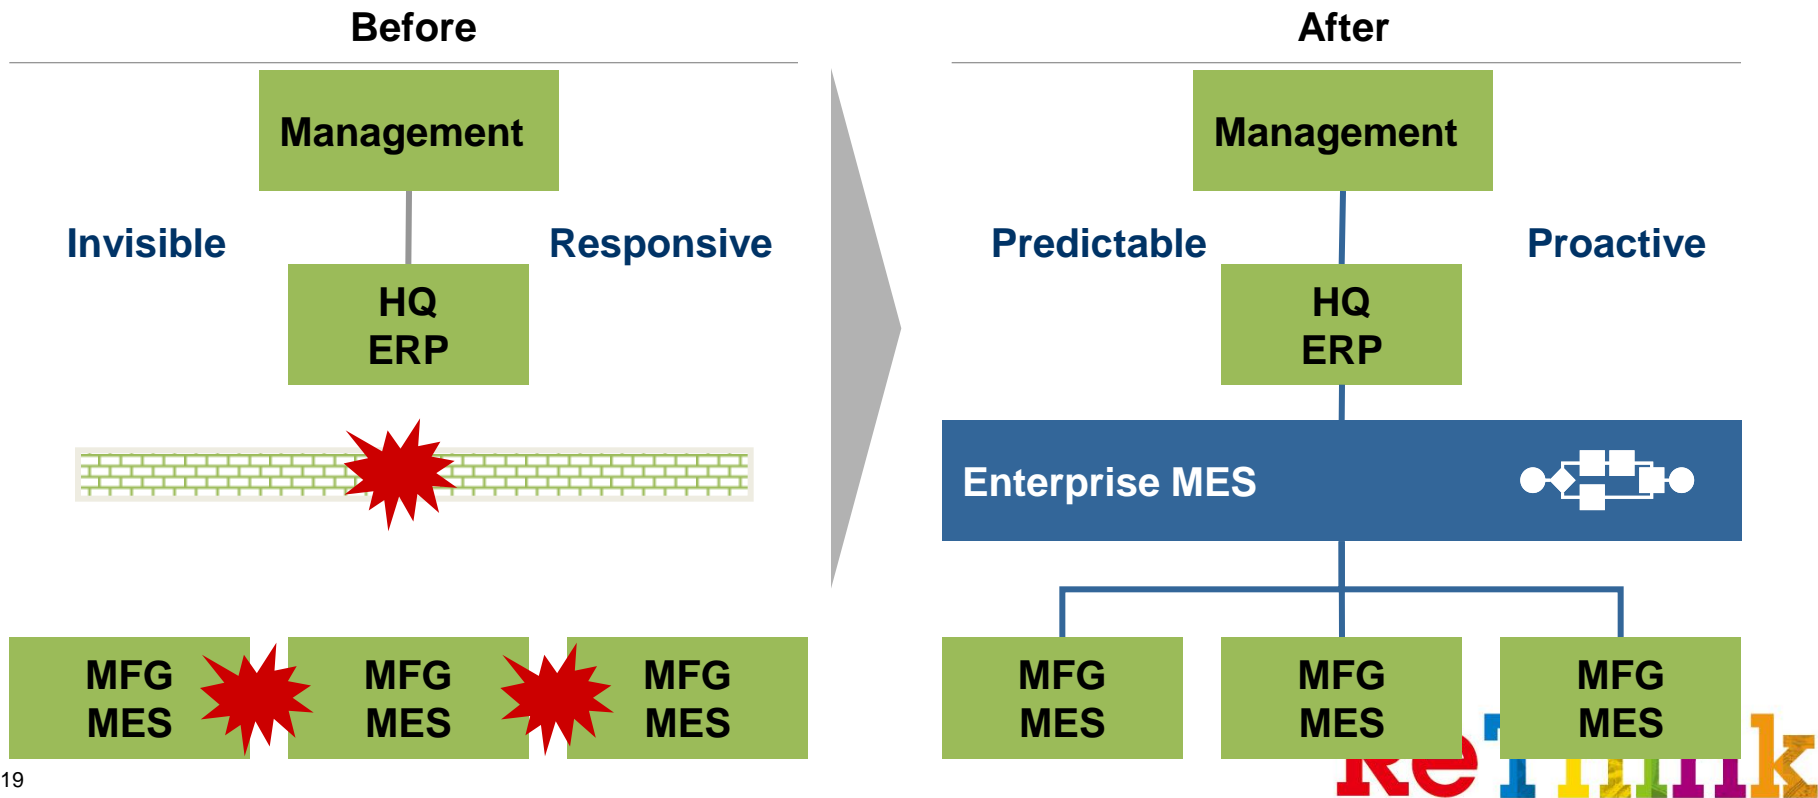 Before
After
Management
Management
Invisible
Responsive
Predictable
Proactive
HQ
ERP
HQ
ERP
Enterprise MES
MFG
MES
MFG
MES
MFG
MES
MFG
MES
MFG
MES
MFG
MES
ReThink
19